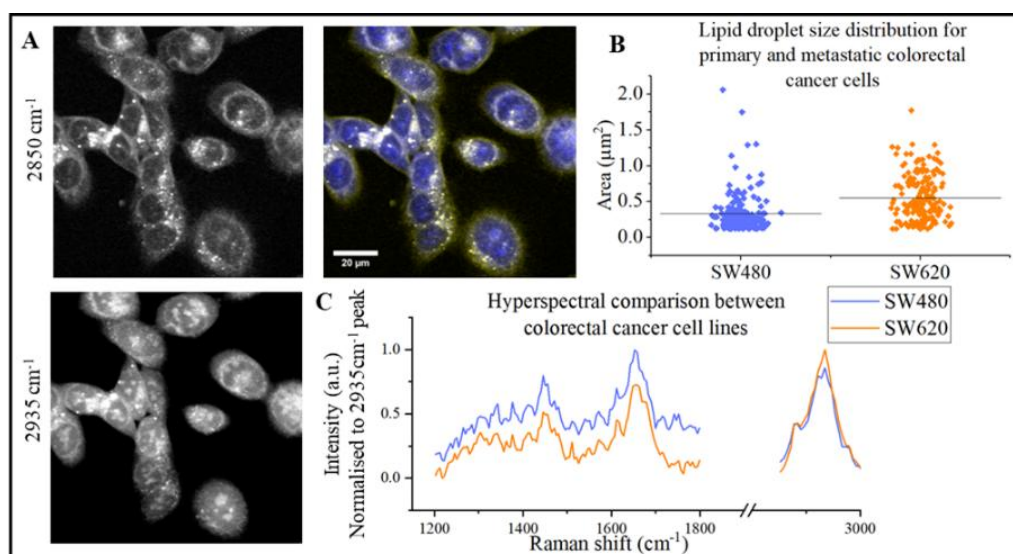 A
2850 cm⁻¹
2935 cm⁻¹
20 μm
B
Lipid droplet size distribution for
primary and metastatic colorectal
cancer cells
Area (μm²)
2.0
1.5
1.0
0.5
0.0
SW480
SW620
C
Hyperspectral comparison between
colorectal cancer cell lines
SW480
SW620
Intensity (a.u.)
Normalised to 2935cm⁻¹ peak
1.0
0.5
0.0
1200
1400
1600
1800
3000
Raman shift (cm⁻¹)